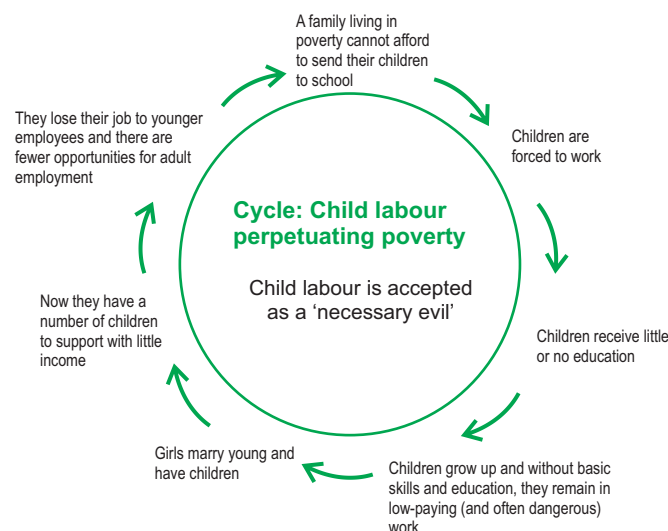 A family living in
poverty cannot afford
to send their children
to school
Children are
forced to work
Children receive little
or no education
Children grow up and without basic
skills and education, they remain in
low-paying (and often dangerous)
work
Girls marry young and
have children
Now they have a
number of children
to support with little
income
They lose their job to younger
employees and there are
fewer opportunities for adult
employment
Cycle: Child labour
perpetuating poverty
Child labour is accepted
as a ‘necessary evil’